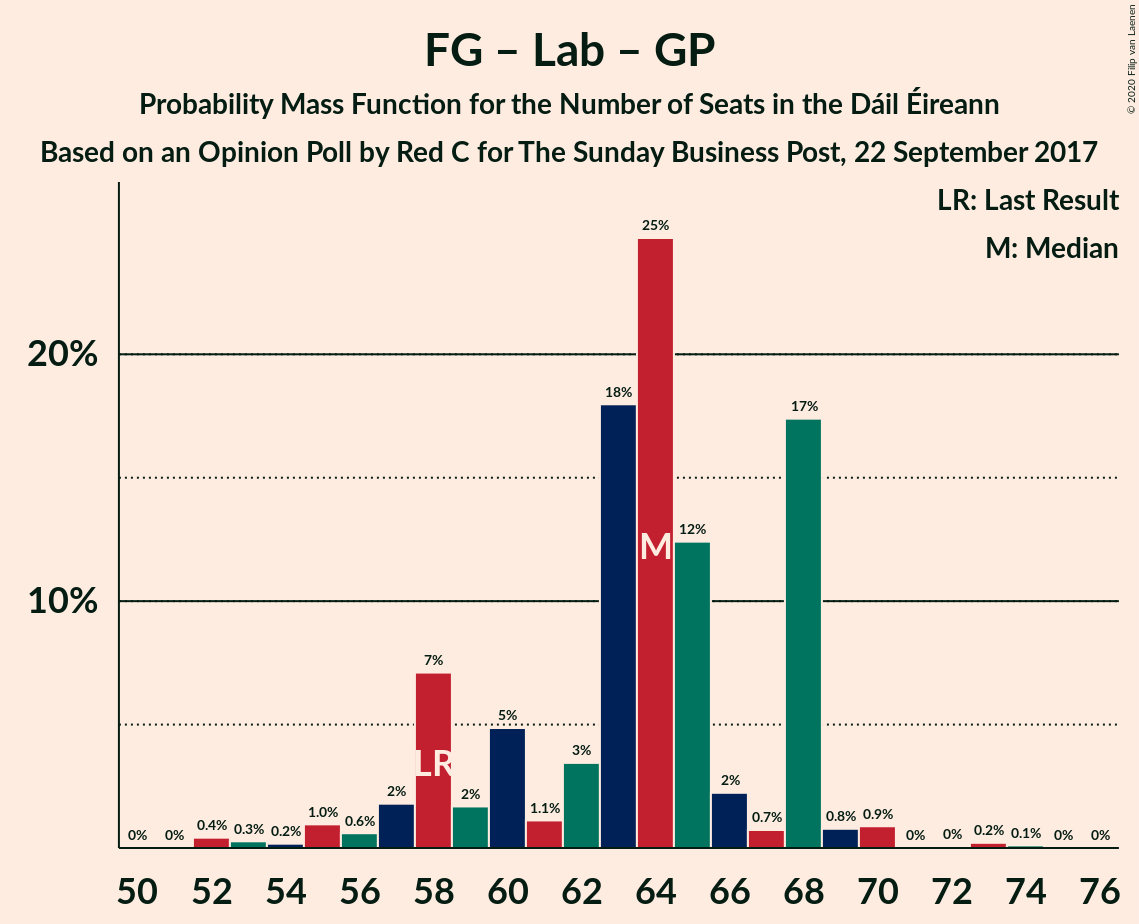 FG – Lab – GP
Probability Mass Function for the Number of Seats in the Dáil Éireann
Based on an Opinion Poll by Red C for The Sunday Business Post, 22 September 2017
© 2020 Filip van Laenen
LR: Last Result
M: Median
20%
10%
0% 0% 0.4% 0.3% 0.2% 1.0% 0.6% 2% 7% 2% 5% 1.1% 3% 18% 25% 12% 2% 0.7% 17% 0.8% 0.9% 0% 0% 0.2% 0.1% 0% 0%
LR
M
50 52 54 56 58 60 62 64 66 68 70 72 74 76